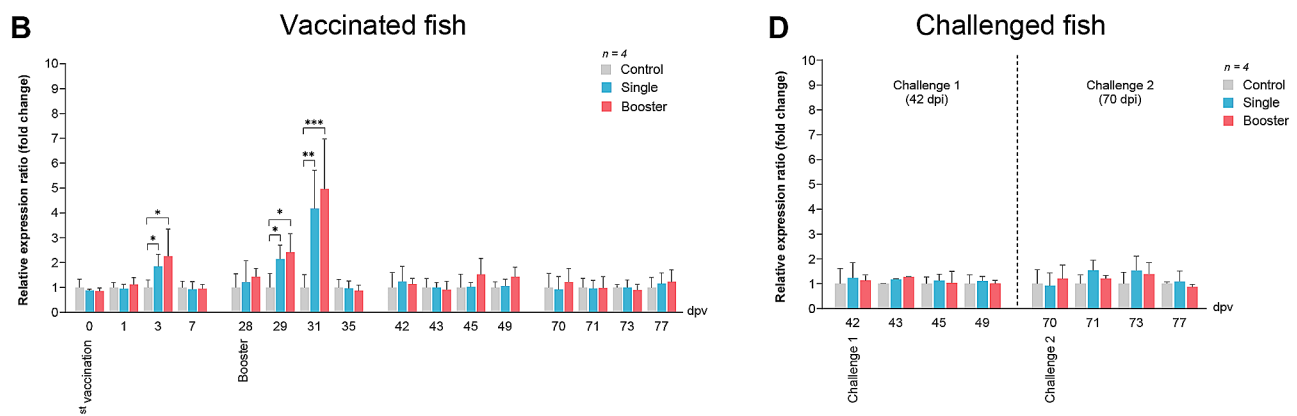 B
Vaccinated fish
n = 4
Control
Single
Booster
Relative expression ratio (fold change)
10
9
8
7
6
5
4
3
2
1
0
*
*
*
*
**
***
0 1 3 7 28 29 31 35 42 43 45 49 70 71 73 77
dpv
st vaccination
Booster
D
Challenged fish
n = 4
Control
Single
Booster
Challenge 1
(42 dpi)
Challenge 2
(70 dpi)
Relative expression ratio (fold change)
10
9
8
7
6
5
4
3
2
1
0
42 43 45 49 70 71 73 77
dpv
Challenge 1
Challenge 2